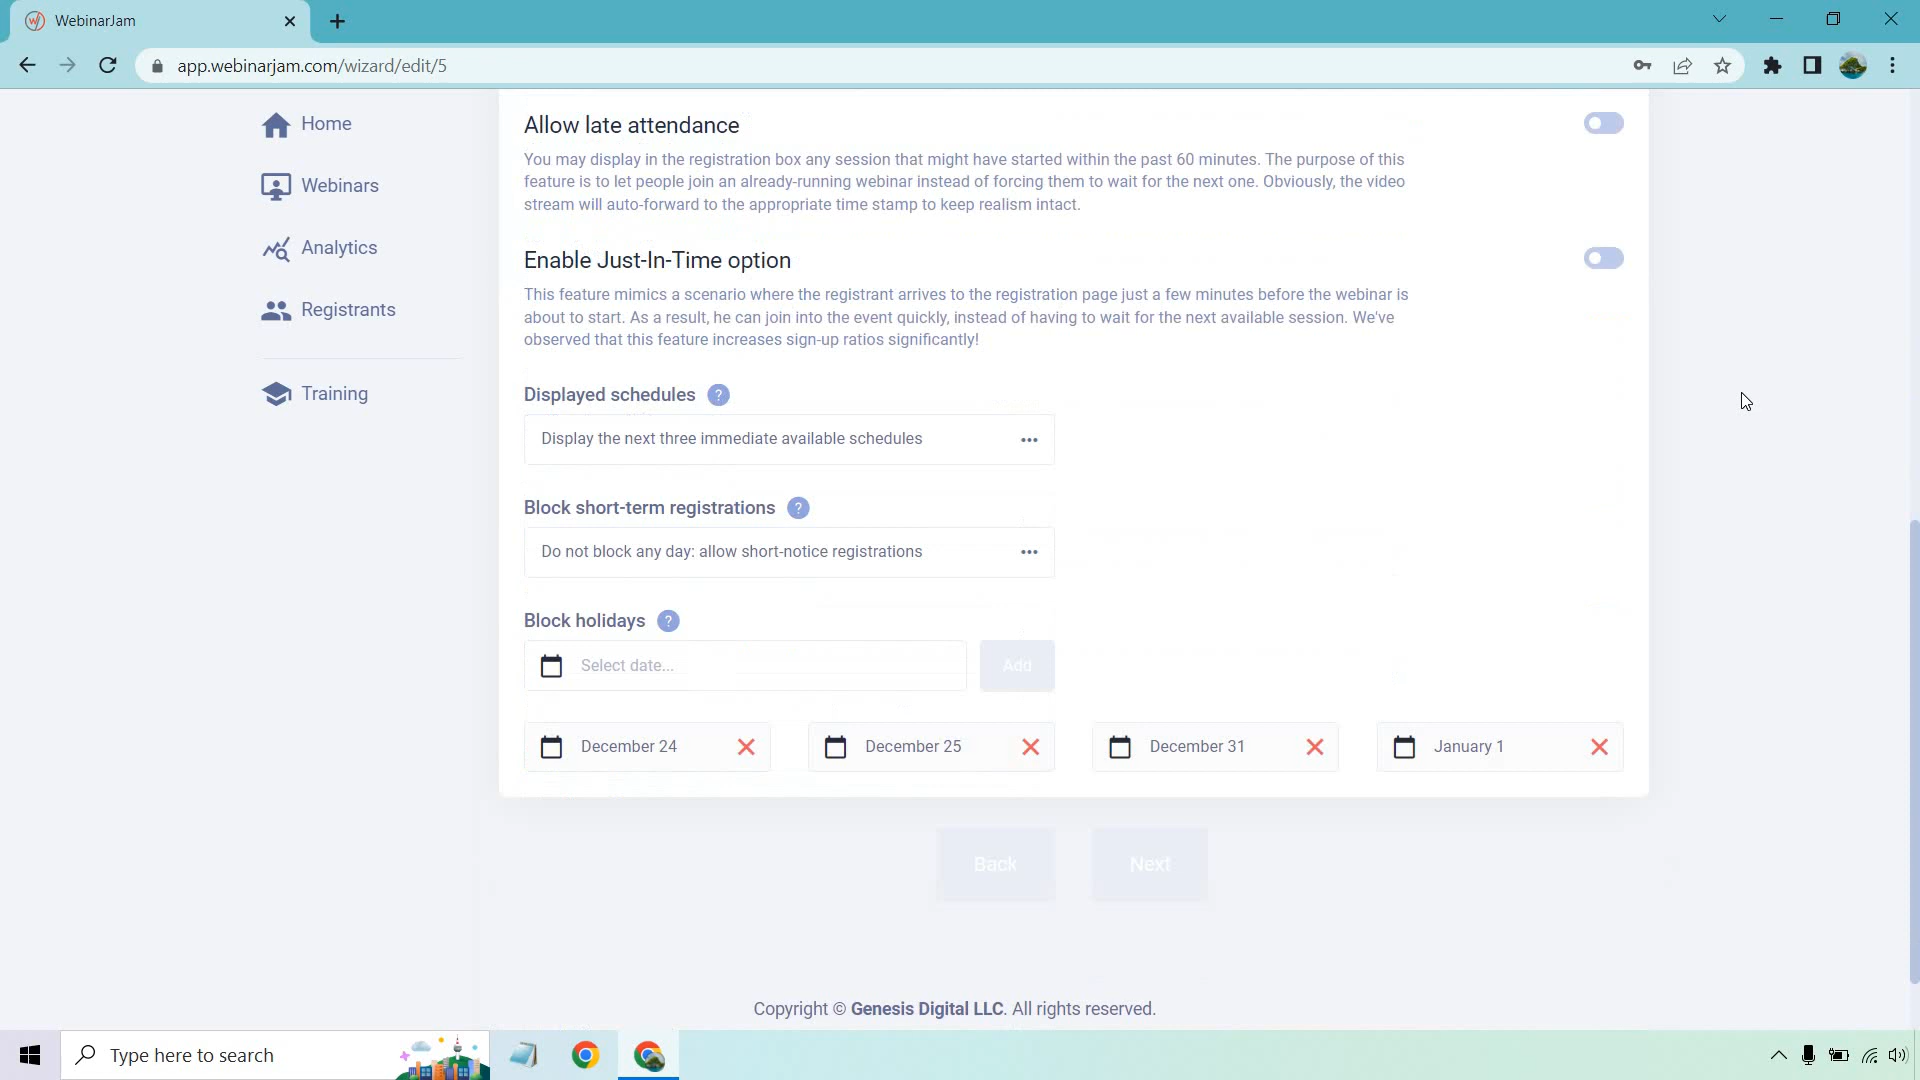 WebinarJam
app.webinarjam.com/wizard/edit/5
Home
Webinars
Analytics
Registrants
Training
Allow late attendance
You may display in the registration box any session that might have started within the past 60 minutes. The purpose of this
feature is to let people join an already-running webinar instead of forcing them to wait for the next one. Obviously, the video
stream will auto-forward to the appropriate time stamp to keep realism intact.
Enable Just-In-Time option
This feature mimics a scenario where the registrant arrives to the registration page just a few minutes before the webinar is
about to start. As a result, he can join into the event quickly, instead of having to wait for the next available session. We've
observed that this feature increases sign-up ratios significantly!
Displayed schedules ?
Display the next three immediate available schedules
Block short-term registrations ?
Do not block any day: allow short-notice registrations
Block holidays ?
Select date...
Add
December 24
December 25
December 31
January 1
Back
Next
Copyright © Genesis Digital LLC. All rights reserved.
Type here to search